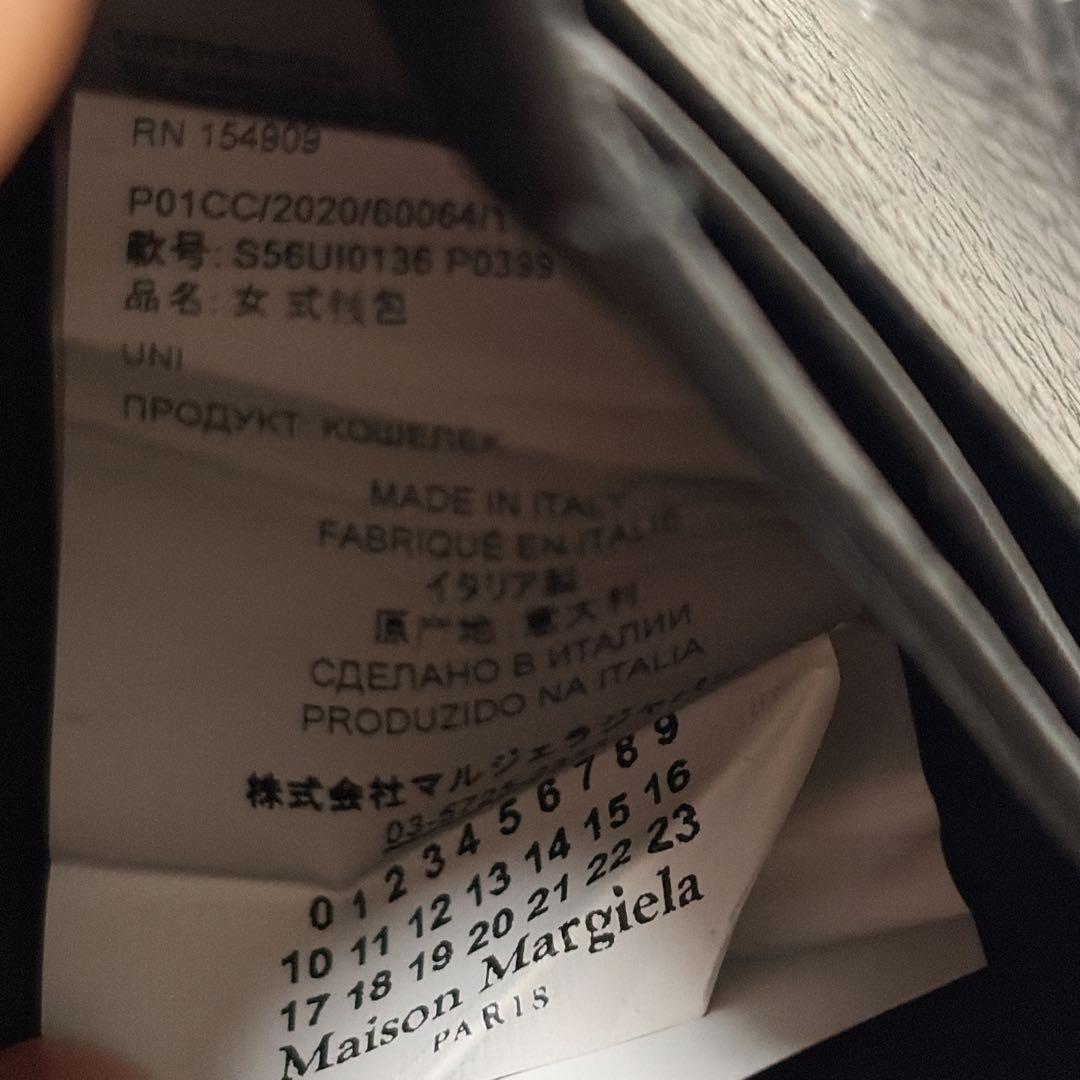 RN 154909
P01CC/2020/60064/1
款号: S56UI0136 P0399
品名: 女 式钱包
UNI
ПРОДУКТ КОШЕЛЕК
MADE IN ITALY
FABRIQUÉ EN ITALIE
イタリア製
原产地: 意大利
СДЕЛАНО В ИТАЛИИ
PRODUZIDO NA ITALIA
株式会社マルジェラジャパン
0 1 2 3 4 5 6 7 8 9
10 11 12 13 14 15 16
17 18 19 20 21 22 23
Maison Margiela
PARIS